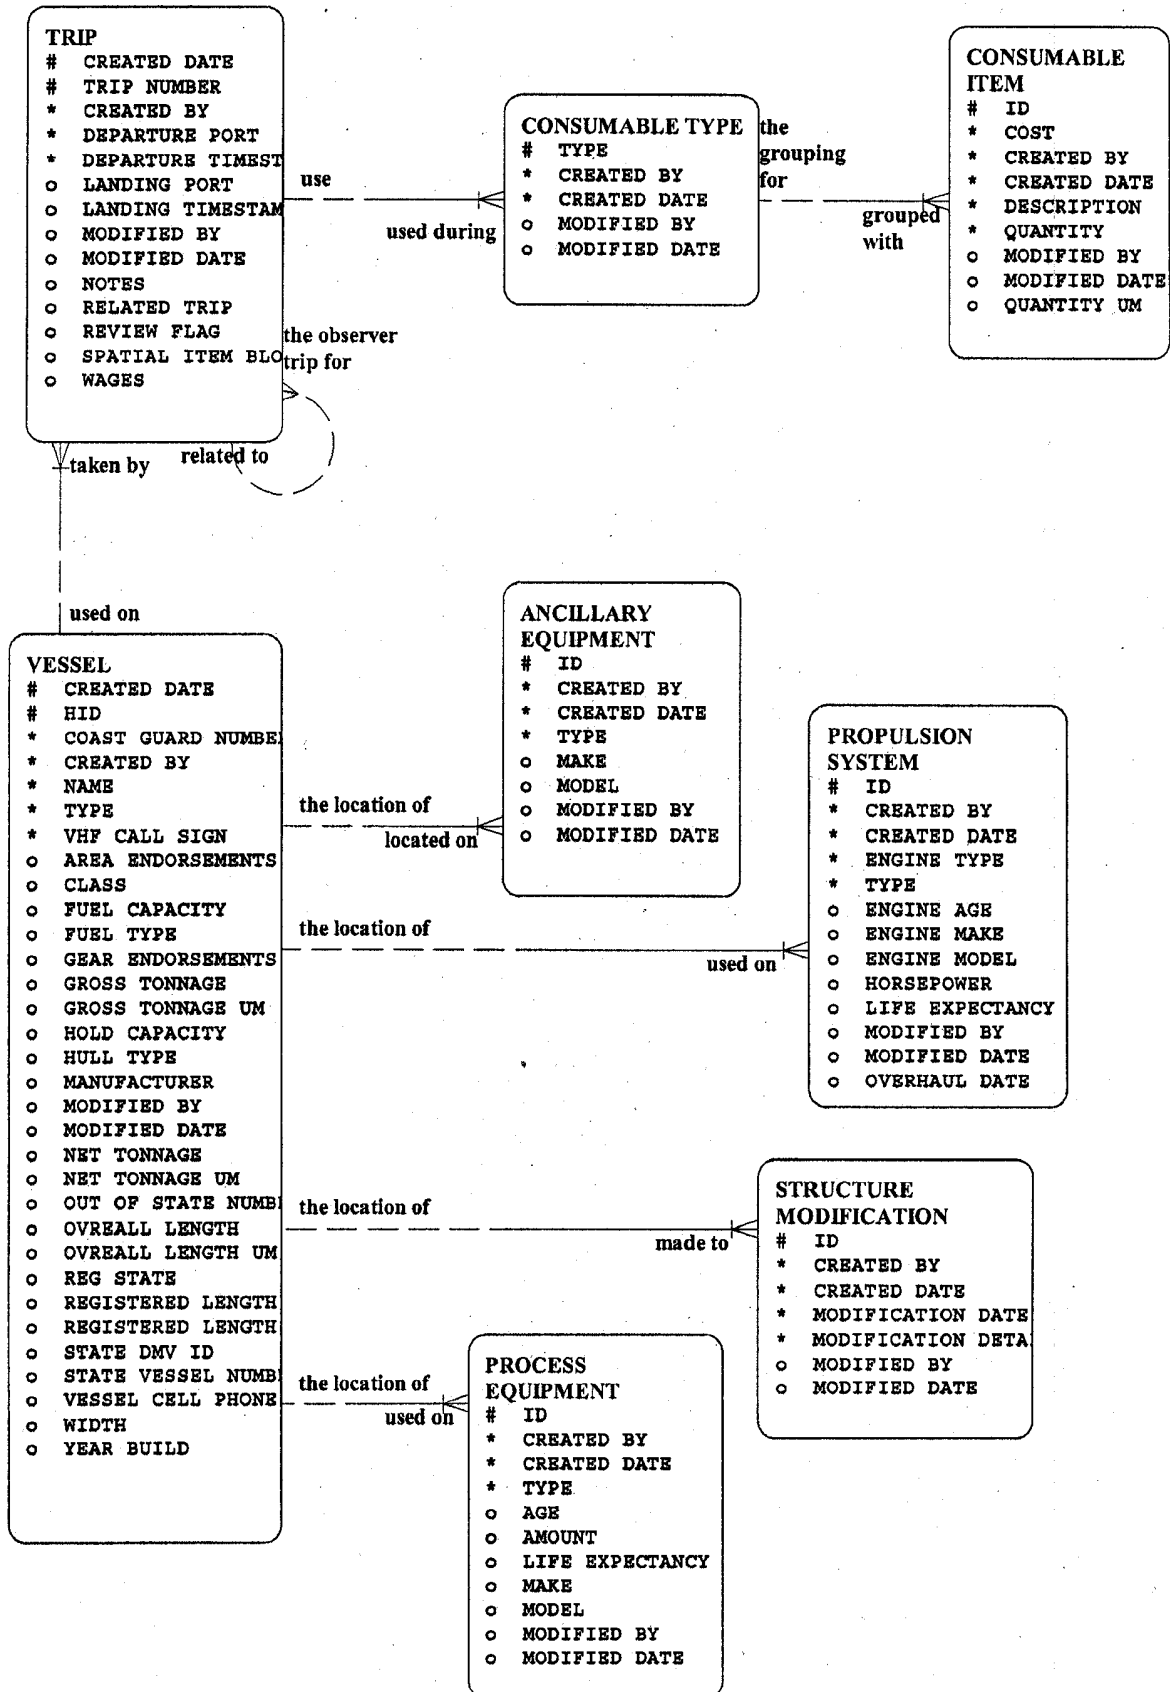 TRIP
# CREATED DATE
# TRIP NUMBER
* CREATED BY
* DEPARTURE PORT
* DEPARTURE TIMEST
o LANDING PORT
o LANDING TIMESTAM
o MODIFIED BY
o MODIFIED DATE
o NOTES
o RELATED TRIP
o REVIEW FLAG
o SPATIAL ITEM BLO
o WAGES
use
used during
the observer
trip for
related to
taken by
used on
CONSUMABLE TYPE
# TYPE
* CREATED BY
* CREATED DATE
o MODIFIED BY
o MODIFIED DATE
the
grouping
for
grouped
with
CONSUMABLE
ITEM
# ID
* COST
* CREATED BY
* CREATED DATE
* DESCRIPTION
* QUANTITY
o MODIFIED BY
o MODIFIED DATE
o QUANTITY UM
VESSEL
# CREATED DATE
# HID
* COAST GUARD NUMBE
* CREATED BY
* NAME
* TYPE
* VHF CALL SIGN
o AREA ENDORSEMENTS
o CLASS
o FUEL CAPACITY
o FUEL TYPE
o GEAR ENDORSEMENTS
o GROSS TONNAGE
o GROSS TONNAGE UM
o HOLD CAPACITY
o HULL TYPE
o MANUFACTURER
o MODIFIED BY
o MODIFIED DATE
o NET TONNAGE
o NET TONNAGE UM
o OUT OF STATE NUMB
o OVREALL LENGTH
o OVREALL LENGTH UM
o REG STATE
o REGISTERED LENGTH
o REGISTERED LENGTH
o STATE DMV ID
o STATE VESSEL NUMB
o VESSEL CELL PHONE
o WIDTH
o YEAR BUILD
the location of
located on
ANCILLARY
EQUIPMENT
# ID
* CREATED BY
* CREATED DATE
* TYPE
o MAKE
o MODEL
o MODIFIED BY
o MODIFIED DATE
the location of
used on
PROPULSION
SYSTEM
# ID
* CREATED BY
* CREATED DATE
* ENGINE TYPE
* TYPE
o ENGINE AGE
o ENGINE MAKE
o ENGINE MODEL
o HORSEPOWER
o LIFE EXPECTANCY
o MODIFIED BY
o MODIFIED DATE
o OVERHAUL DATE
the location of
made to
STRUCTURE
MODIFICATION
# ID
* CREATED BY
* CREATED DATE
* MODIFICATION DATE
* MODIFICATION DETA
o MODIFIED BY
o MODIFIED DATE
the location of
used on
PROCESS
EQUIPMENT
# ID
* CREATED BY
* CREATED DATE
* TYPE
o AGE
o AMOUNT
o LIFE EXPECTANCY
o MAKE
o MODEL
o MODIFIED BY
o MODIFIED DATE